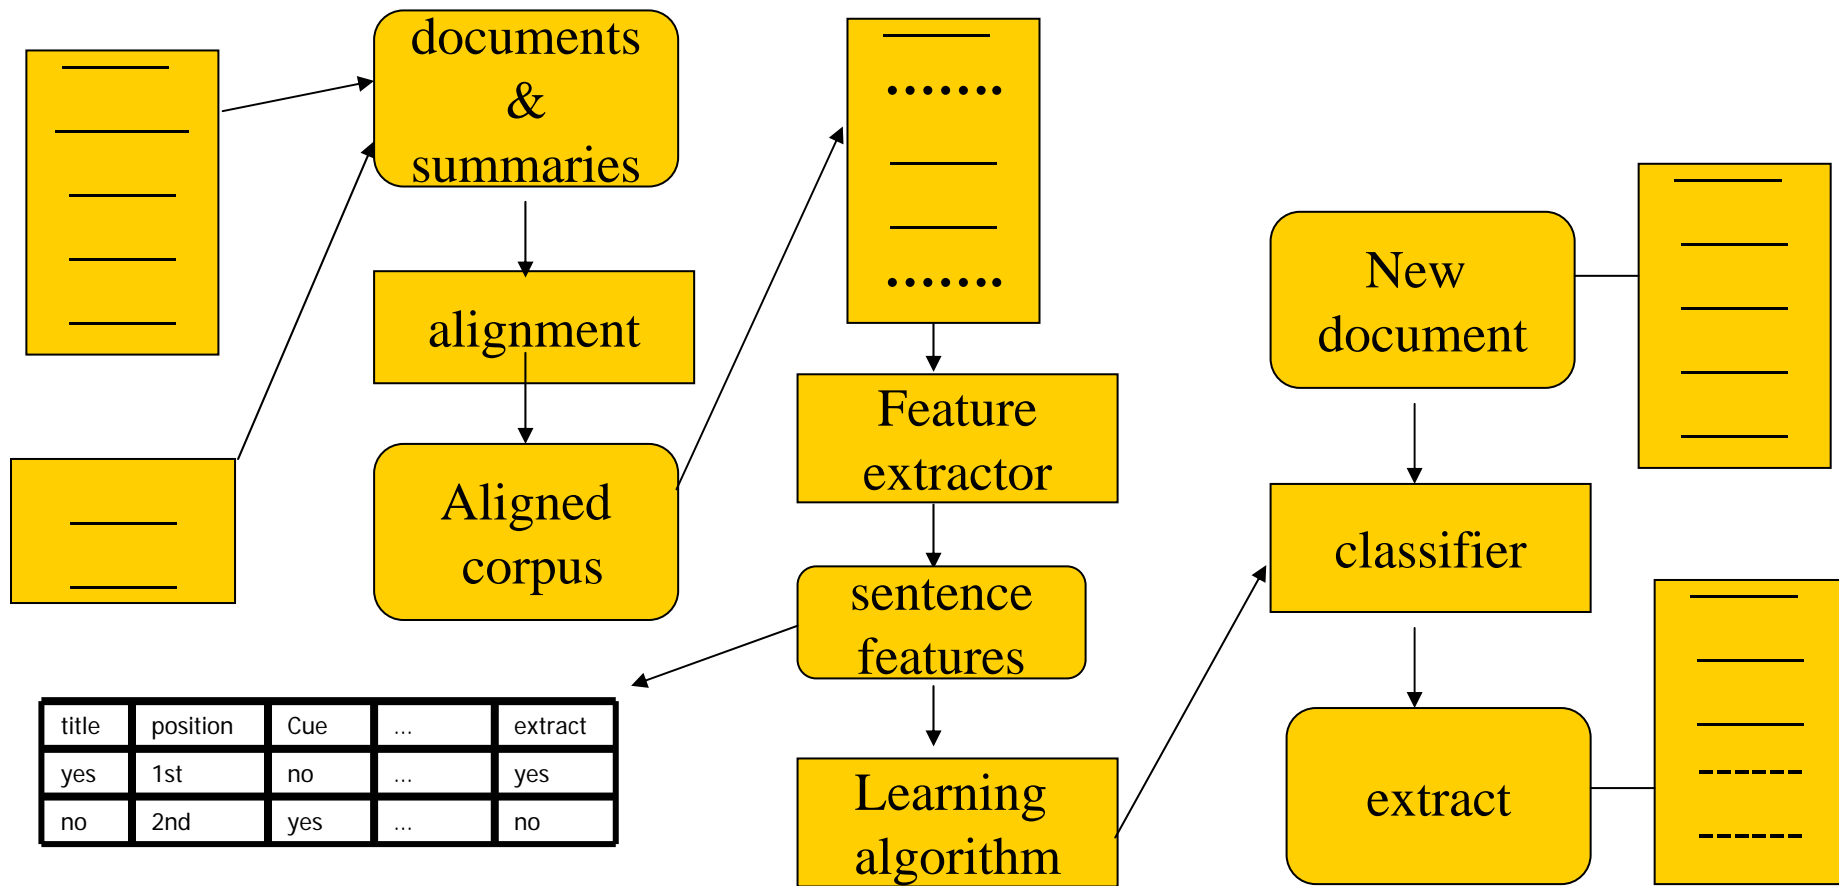 documents
&
summaries
alignment
Aligned
corpus
Feature
extractor
sentence
features
Learning
algorithm
New
document
classifier
extract
title position Cue ... extract
yes 1st no ... yes
no 2nd yes ... no